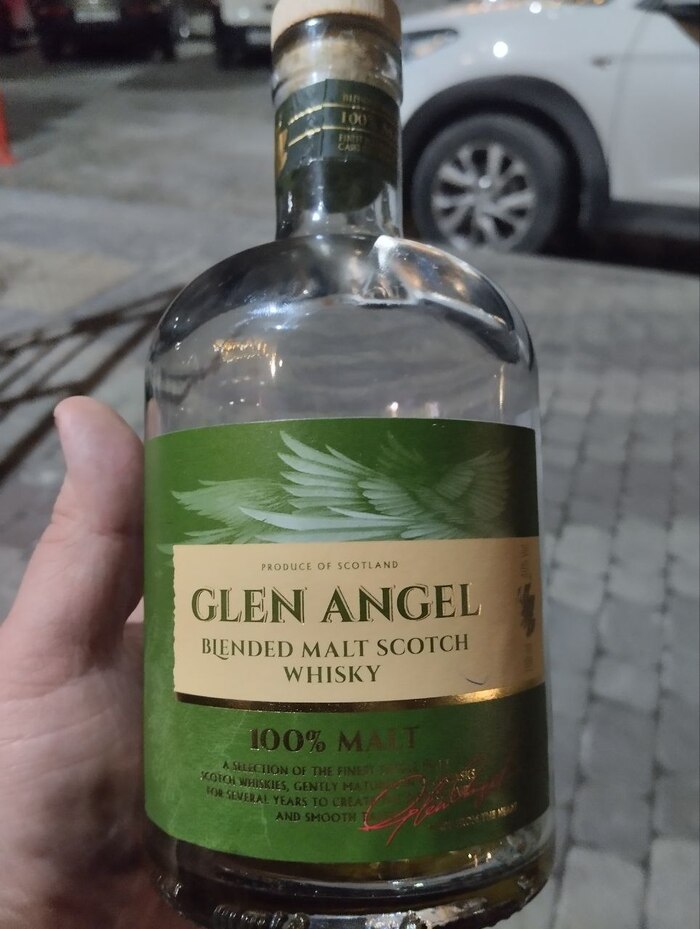 100%
PRODUCE OF SCOTLAND
GLEN ANGEL
BLENDED MALT SCOTCH
WHISKY
100% MALT
A SELECTION OF THE FINEST
SCOTCH WHISKIES, GENTLY
FOR SEVERAL YEARS TO CREATE
AND SMOOTH